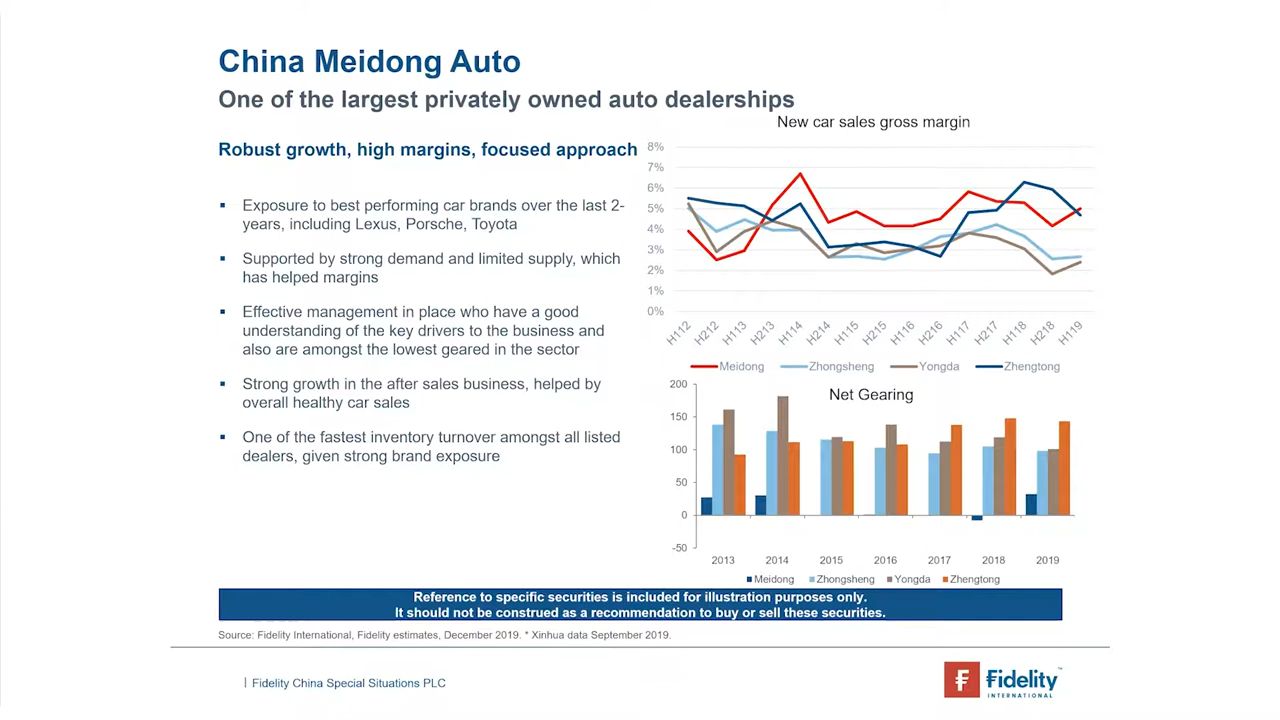 China Meidong Auto
One of the largest privately owned auto dealerships
Robust growth, high margins, focused approach
▪ Exposure to best performing car brands over the last 2-
years, including Lexus, Porsche, Toyota
▪ Supported by strong demand and limited supply, which
has helped margins
▪ Effective management in place who have a good
understanding of the key drivers to the business and
also are amongst the lowest geared in the sector
▪ Strong growth in the after sales business, helped by
overall healthy car sales
▪ One of the fastest inventory turnover amongst all listed
dealers, given strong brand exposure
New car sales gross margin
8%
7%
6%
5%
4%
3%
2%
1%
0%
H112 H212 H113 H213 H114 H214 H115 H215 H116 H216 H117 H217 H118 H218 H119
Meidong Zhongsheng Yongda Zhengtong
Net Gearing
200
150
100
50
0
-50
2013 2014 2015 2016 2017 2018 2019
Meidong Zhongsheng Yongda Zhengtong
Reference to specific securities is included for illustration purposes only.
It should not be construed as a recommendation to buy or sell these securities.
Source: Fidelity International, Fidelity estimates, December 2019. * Xinhua data September 2019.
| Fidelity China Special Situations PLC
Fidelity™
INTERNATIONAL